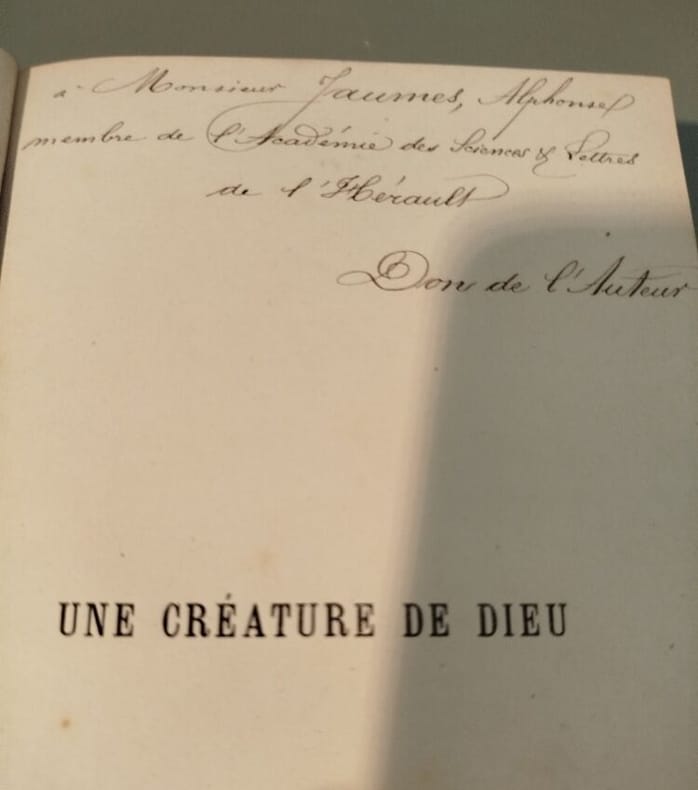 à Monsieur Jaumes, Alphonse
membre de l'Académie des Sciences & Lettres
de l'Hérault
Don de l'Auteur
UNE CRÉATURE DE DIEU